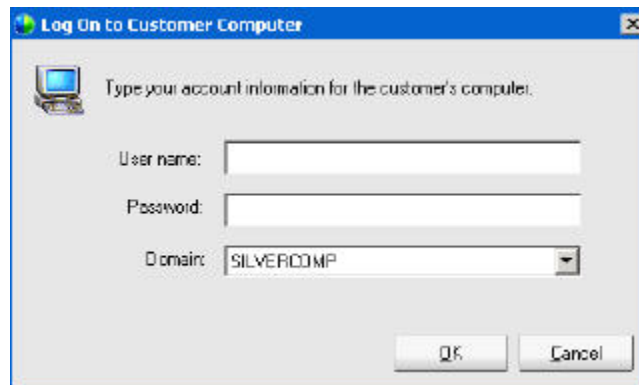 Log On to Customer Computer
Type your account information for the customer's computer.
User name:
Password:
Domain: SILVERCOMP
OK Cancel